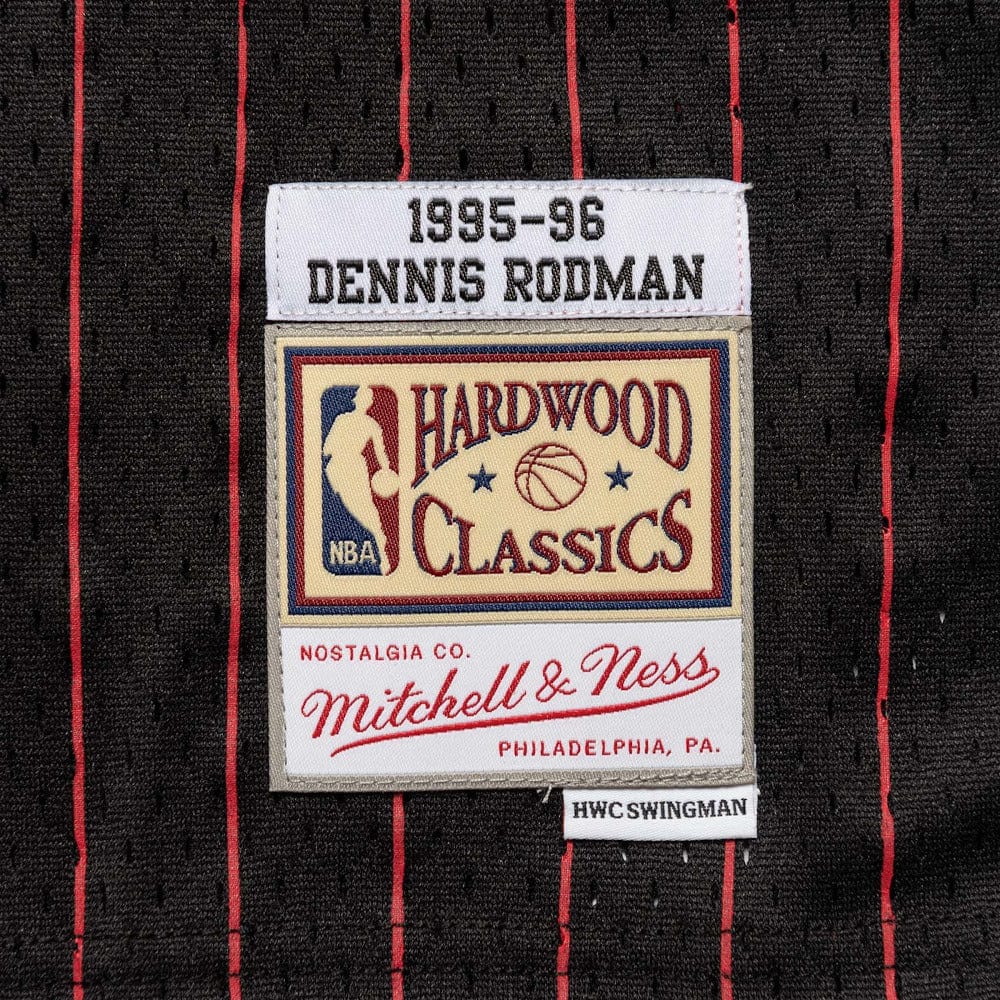 1995-96
DENNIS RODMAN
HARDWOOD
CLASSICS
NBA
NOSTALGIA CO.
Mitchell & Ness
PHILADELPHIA, PA.
HWC SWINGMAN